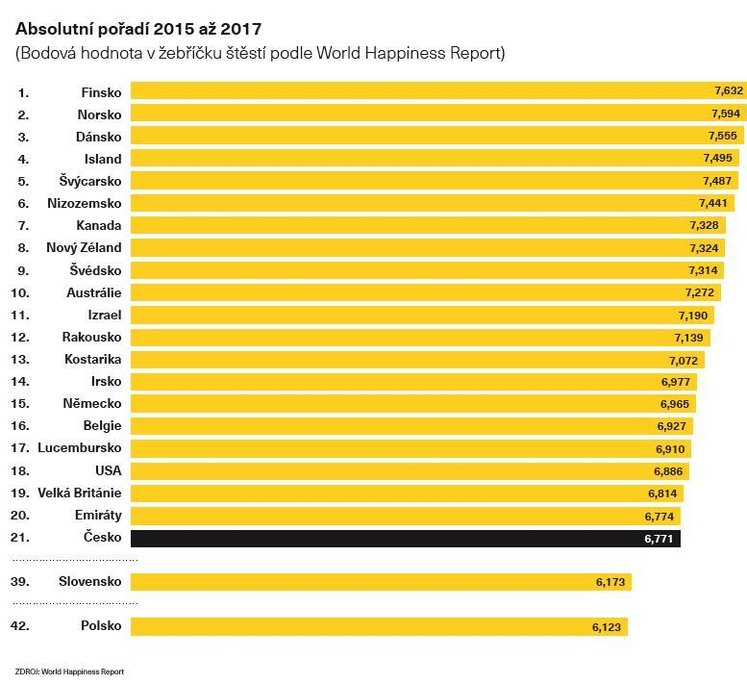 Absolutní pořadí 2015 až 2017
(Bodová hodnota v žebříčku štěstí podle World Happiness Report)
1. Finsko 7,632
2. Norsko 7,594
3. Dánsko 7,555
4. Island 7,495
5. Švýcarsko 7,487
6. Nizozemsko 7,441
7. Kanada 7,328
8. Nový Zéland 7,324
9. Švédsko 7,314
10. Austrálie 7,272
11. Izrael 7,190
12. Rakousko 7,139
13. Kostarika 7,072
14. Irsko 6,977
15. Německo 6,965
16. Belgie 6,927
17. Lucembursko 6,910
18. USA 6,886
19. Velká Británie 6,814
20. Emiráty 6,774
21. Česko 6,771
39. Slovensko 6,173
42. Polsko 6,123
ZDROJ: World Happiness Report